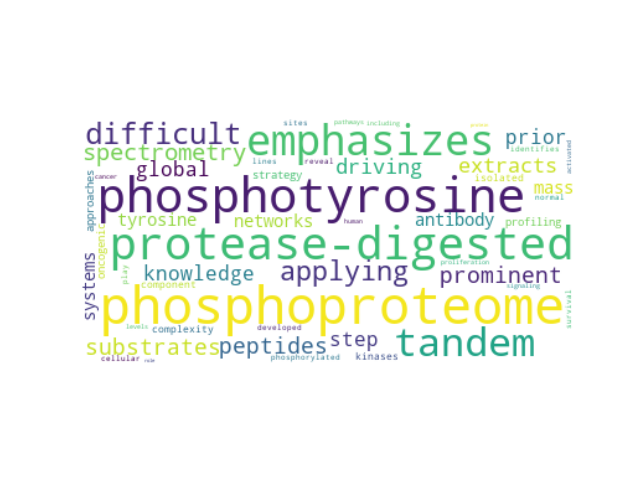 sites
pathways including
difficult
emphasizes
prior
identifies
spectrometry
global
lines
reveal
driving
extracts
activated
cancer
strategy
isolated
mass
approaches
phosphotyrosine
normal
tyrosine
networks
human
antibody
profiling
oncogenic
protease-digested
systems
play
knowledge
applying
proliferation
prominent
component
signaling
phosphoproteome
survival
levels
complexity
developed
step
tandem
substrates
peptides
cellular
role
phosphorylated
kinases